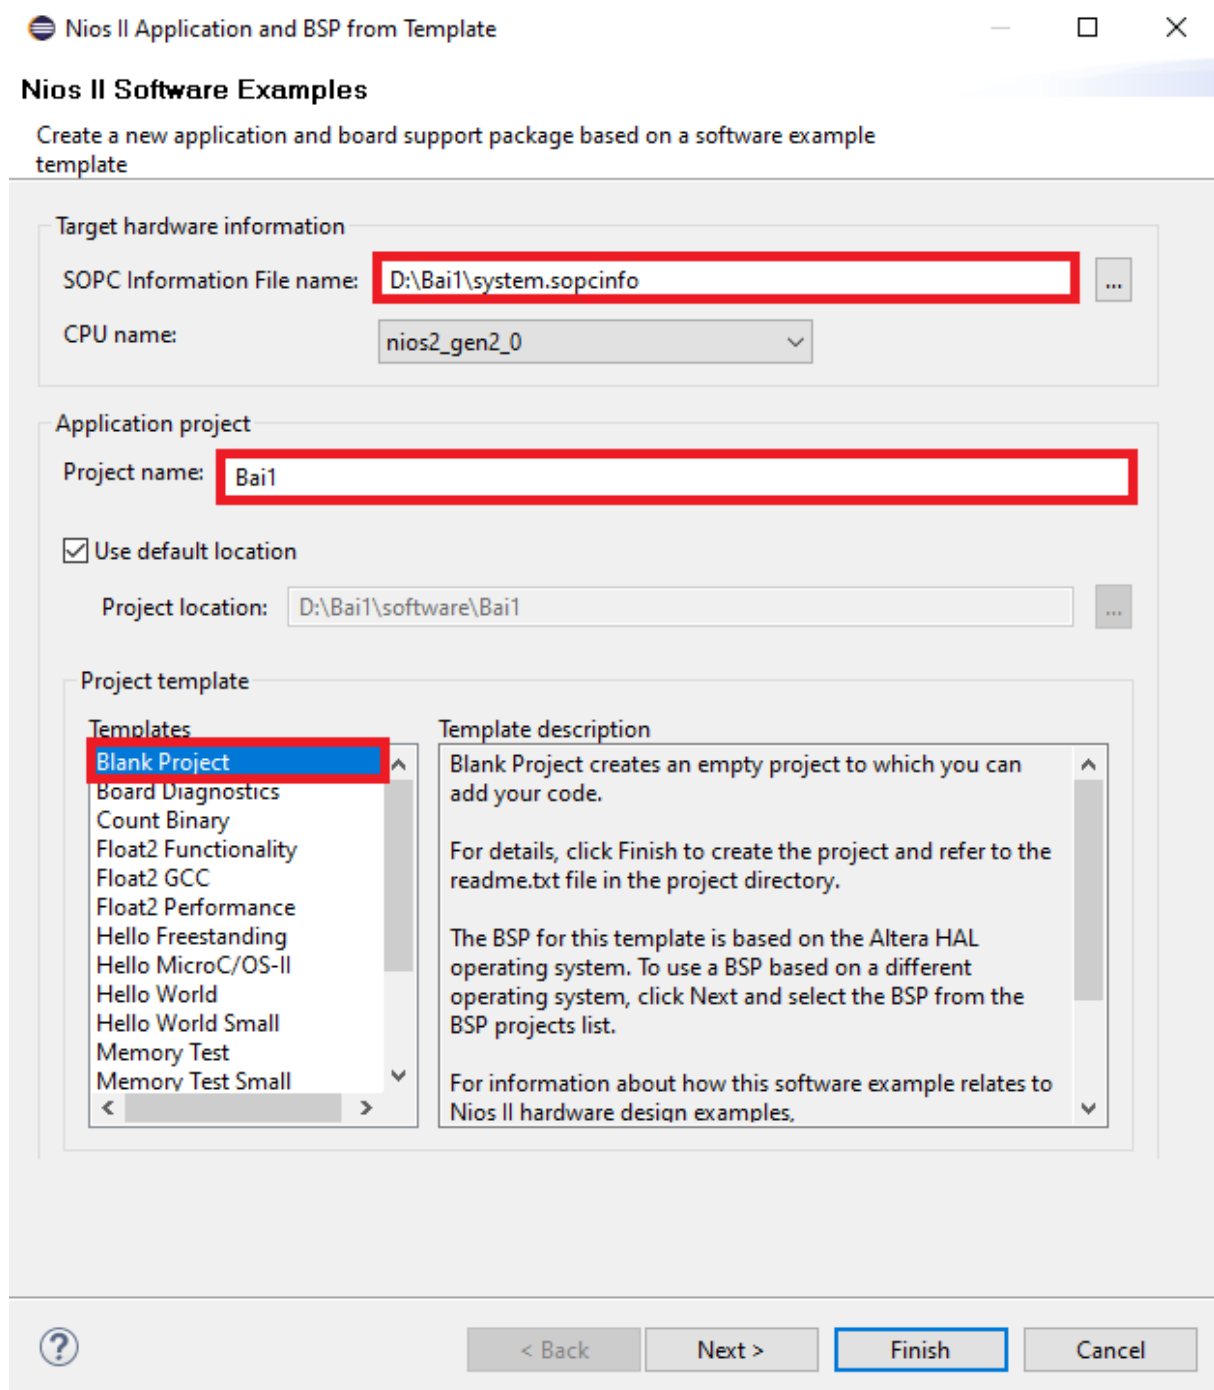 Nios II Application and BSP from Template
Nios II Software Examples
Create a new application and board support package based on a software example
template
Target hardware information
SOPC Information File name: D:\Bai1\system.sopcinfo ...
CPU name: nios2_gen2_0
Application project
Project name: Bai1
Use default location
Project location: D:\Bai1\software\Bai1 ...
Project template
Templates
Blank Project
Board Diagnostics
Count Binary
Float2 Functionality
Float2 GCC
Float2 Performance
Hello Freestanding
Hello MicroC/OS-II
Hello World
Hello World Small
Memory Test
Memory Test Small
Template description
Blank Project creates an empty project to which you can
add your code.
For details, click Finish to create the project and refer to the
readme.txt file in the project directory.
The BSP for this template is based on the Altera HAL
operating system. To use a BSP based on a different
operating system, click Next and select the BSP from the
BSP projects list.
For information about how this software example relates to
Nios II hardware design examples,
? < Back Next > Finish Cancel